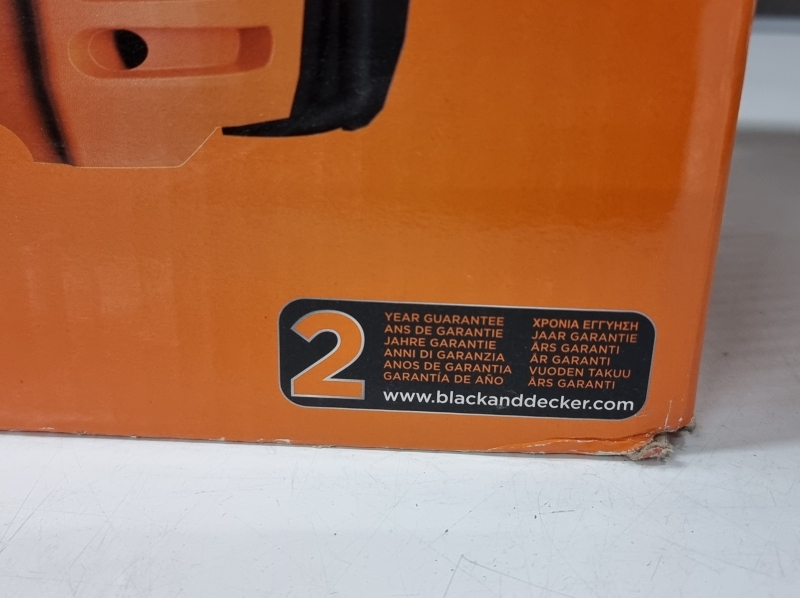 2
YEAR GUARANTEE
ANS DE GARANTIE
JAHRE GARANTIE
ANNI DI GARANZIA
ANOS DE GARANTIA
GARANTÍA DE AÑO
ΧΡΟΝΙΑ ΕΓΓΥΗΣΗ
JAAR GARANTIE
ÅRS GARANTI
ÅR GARANTI
VUODEN TAKUU
ÅRS GARANTI
www.blackanddecker.com